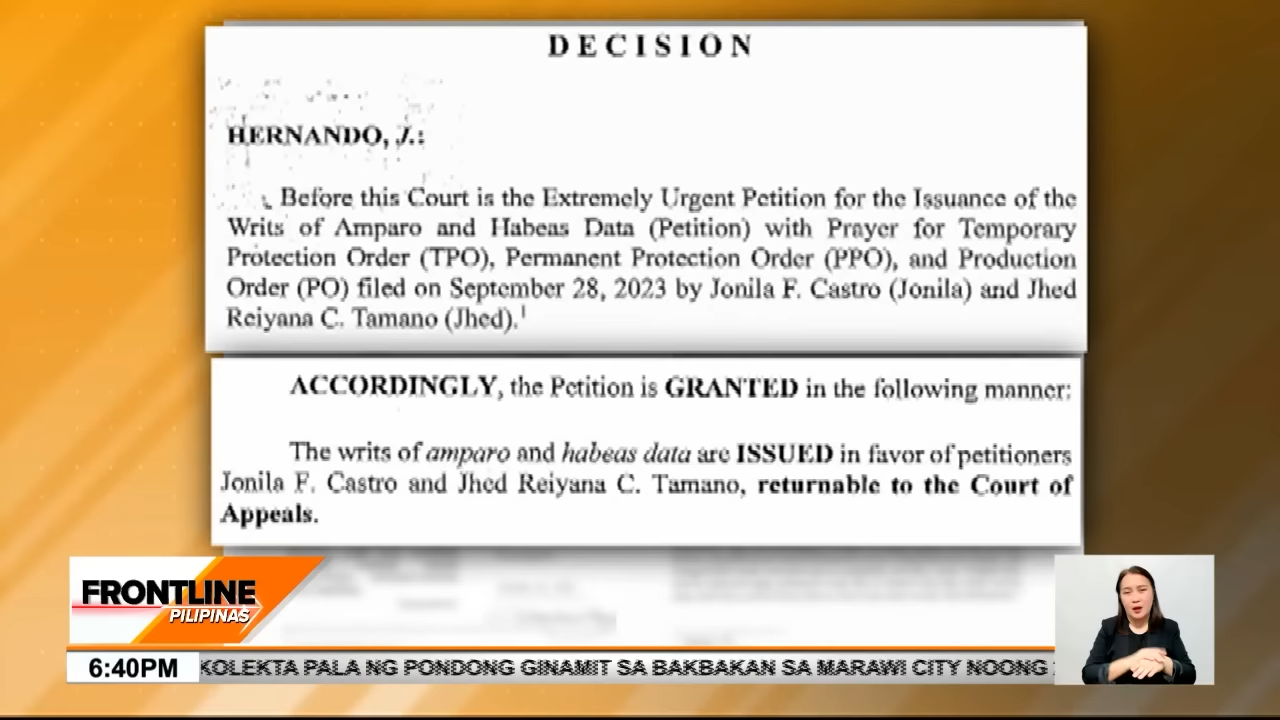 DECISION
HERNANDO, J.:
Before this Court is the Extremely Urgent Petition for the Issuance of the
Writs of Amparo and Habeas Data (Petition) with Prayer for Temporary
Protection Order (TPO), Permanent Protection Order (PPO), and Production
Order (PO) filed on September 28, 2023 by Jonila F. Castro (Jonila) and Jhed
Reiyana C. Tamano (Jhed).1
ACCORDINGLY, the Petition is GRANTED in the following manner:
The writs of amparo and habeas data are ISSUED in favor of petitioners
Jonila F. Castro and Jhed Reiyana C. Tamano, returnable to the Court of
Appeals.
FRONTLINE
PILIPINAS
6:40PM
KOLEKTA PALA NG PONDONG GINAMIT SA BAKBAKAN SA MARAWI CITY NOONG